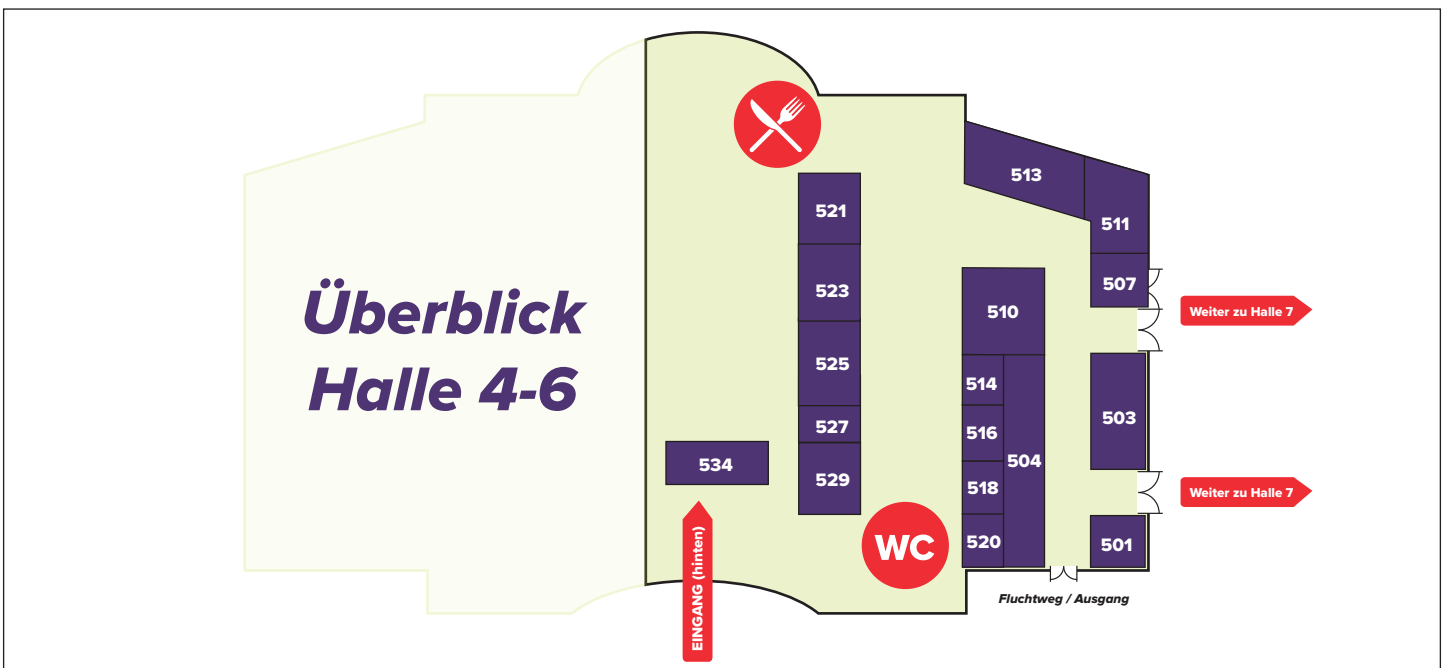 Überblick
Halle 4-6
513
511
521
507
523
510
Weiter zu Halle 7
525
514
503
527
516
504
534
529
518
Weiter zu Halle 7
EINGANG (hinten)
WC
520
501
Fluchtweg / Ausgang